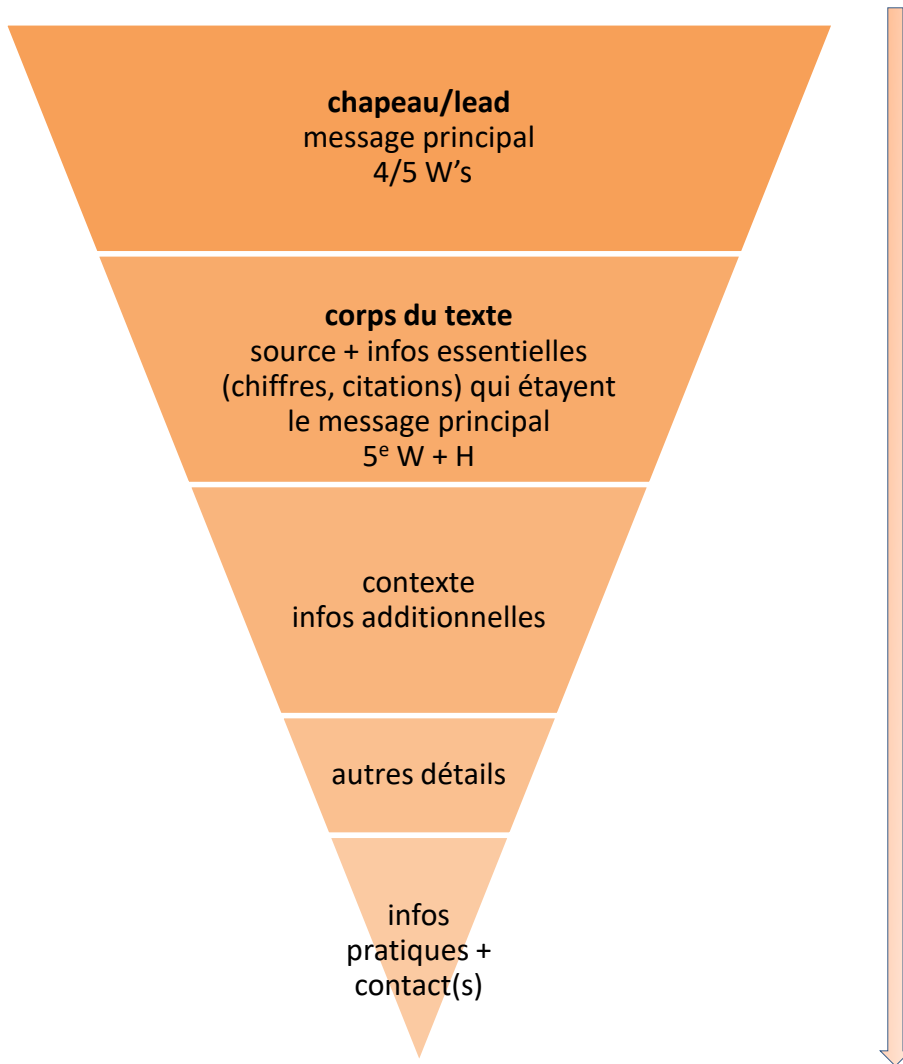 chapeau/lead
message principal
4/5 W’s
corps du texte
source + infos essentielles
(chiffres, citations) qui étayent
le message principal
5e W + H
contexte
infos additionnelles
autres détails
infos
pratiques +
contact(s)